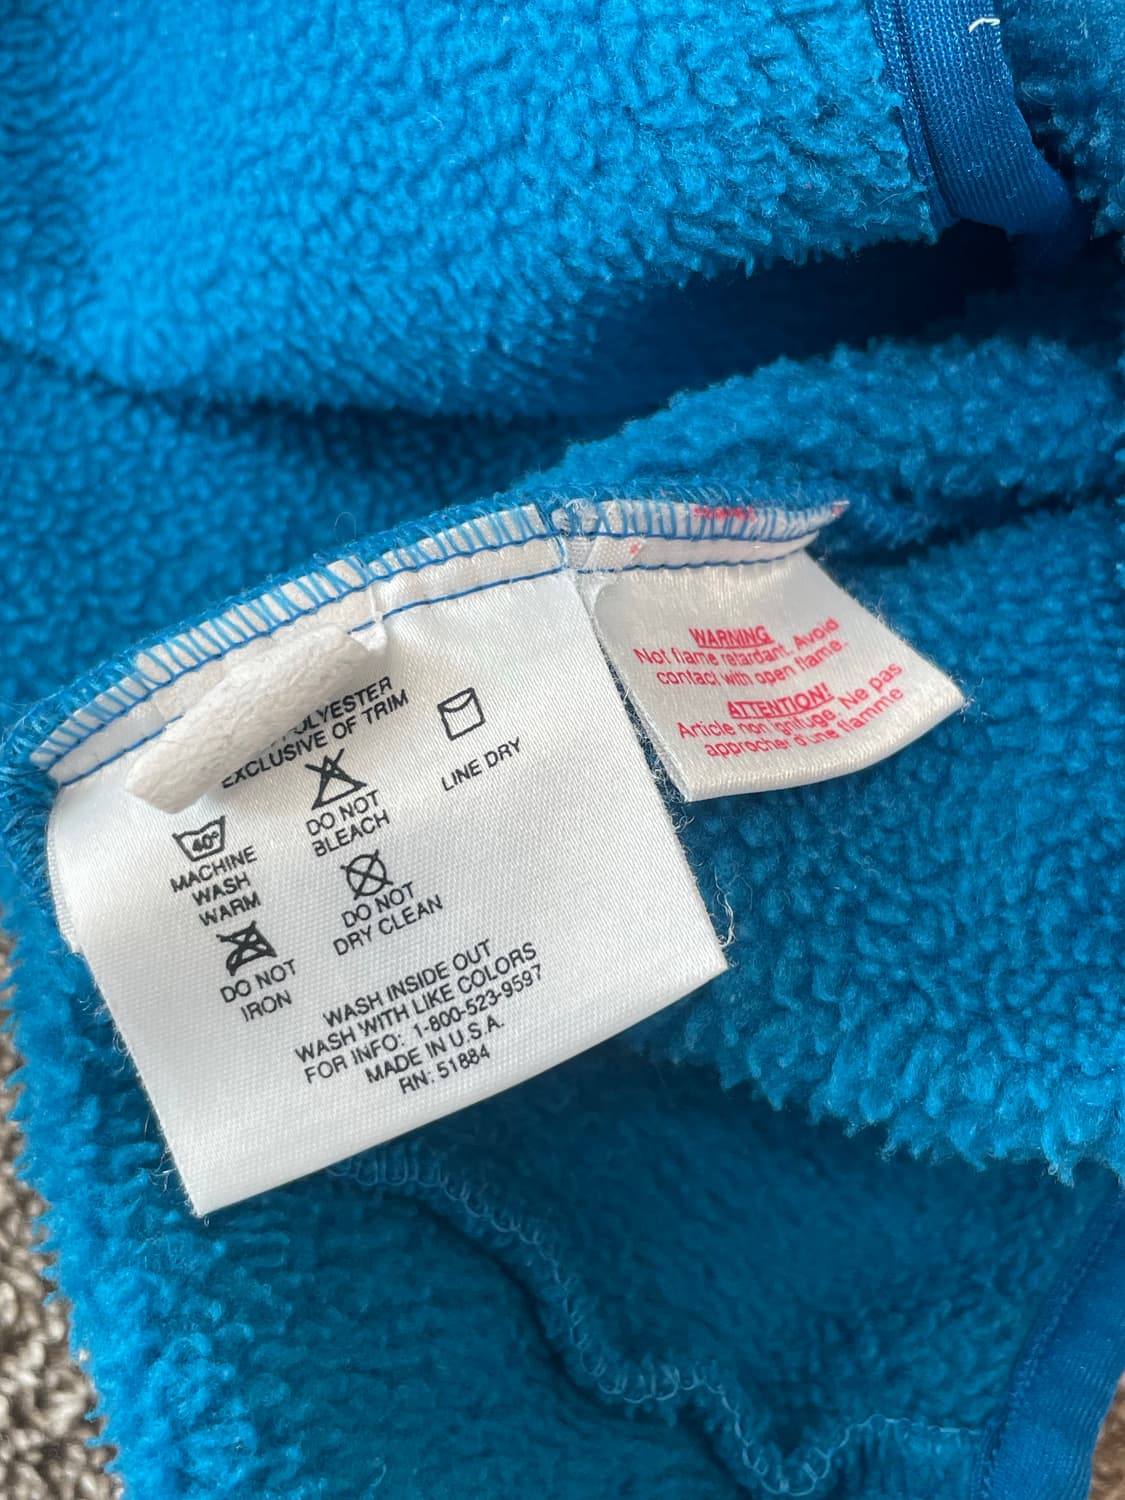 POLYESTER
EXCLUSIVE OF TRIM
LINE DRY
DO NOT
BLEACH
40°
MACHINE
WASH
WARM
DO NOT
DRY CLEAN
DO NOT
IRON
WASH INSIDE OUT
WASH WITH LIKE COLORS
FOR INFO: 1-800-523-9597
MADE IN U.S.A.
RN: 51884
WARNING
Not flame retardant. Avoid
contact with open flame.
ATTENTION!
Article non ignifuge. Ne pas
approcher d'une flamme